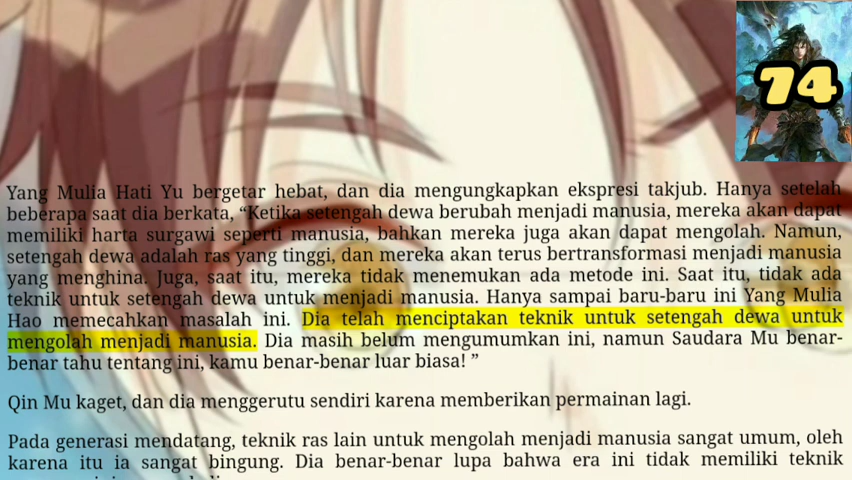 74
Yang Mulia Hati Yu bergetar hebat, dan dia mengungkapkan ekspresi takjub. Hanya setelah
beberapa saat dia berkata, “Ketika setengah dewa berubah menjadi manusia, mereka akan dapat
memiliki harta surgawi seperti manusia, bahkan mereka juga akan dapat mengolah. Namun,
setengah dewa adalah ras yang tinggi, dan mereka akan terus bertransformasi menjadi manusia
yang menghina. Juga, saat itu, mereka tidak menemukan ada metode ini. Saat itu, tidak ada
teknik untuk setengah dewa untuk menjadi manusia. Hanya sampai baru-baru ini Yang Mulia
Hao memecahkan masalah ini. Dia telah menciptakan teknik untuk setengah dewa untuk
mengolah menjadi manusia. Dia masih belum mengumumkan ini, namun Saudara Mu benar-
benar tahu tentang ini, kamu benar-benar luar biasa! ”
Qin Mu kaget, dan dia menggerutu sendiri karena memberikan permainan lagi.
Pada generasi mendatang, teknik ras lain untuk mengolah menjadi manusia sangat umum, oleh
karena itu ia sangat bingung. Dia benar-benar lupa bahwa era ini tidak memiliki teknik